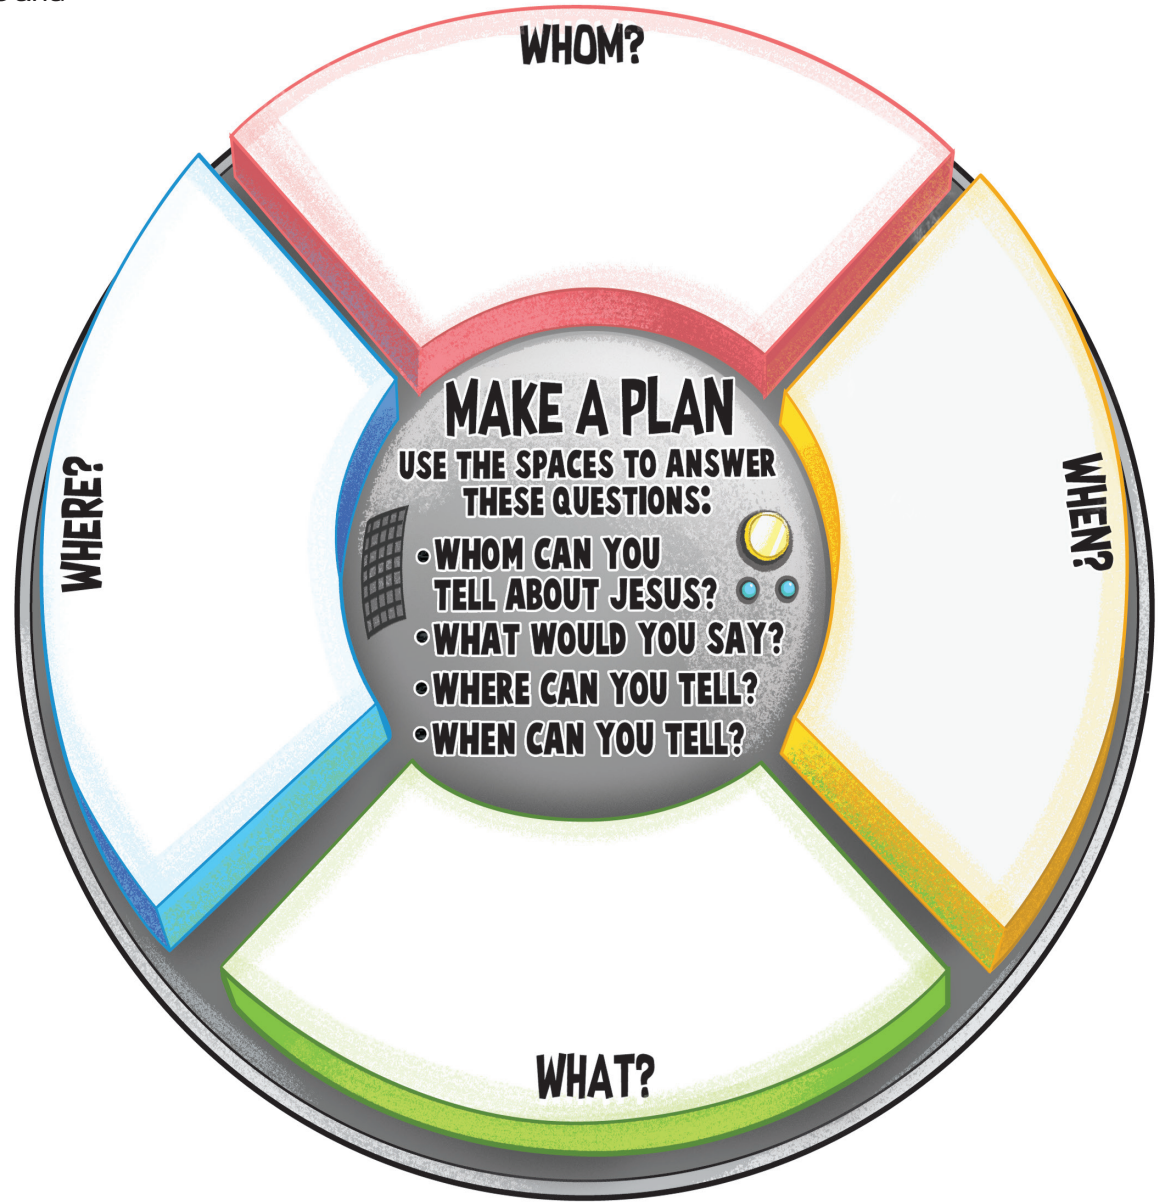 WHOM?
WHERE?
MAKE A PLAN
USE THE SPACES TO ANSWER
THESE QUESTIONS:
•WHOM CAN YOU
TELL ABOUT JESUS?
•WHAT WOULD YOU SAY?
•WHERE CAN YOU TELL?
•WHEN CAN YOU TELL?
WHEN?
WHAT?